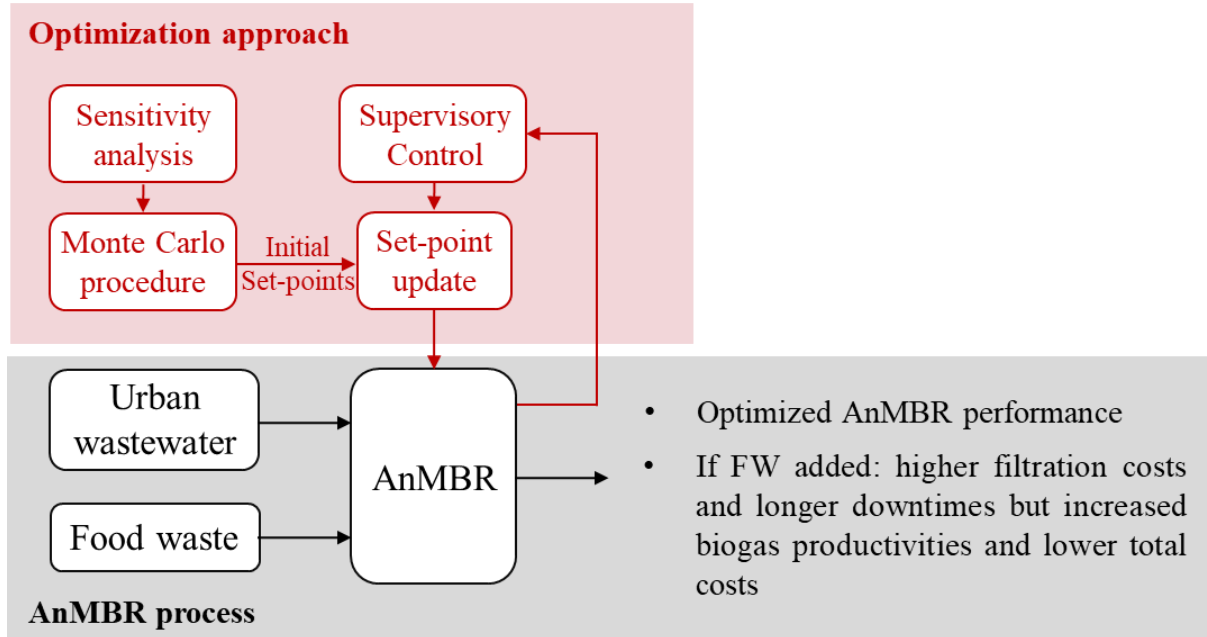 Optimization approach
Sensitivity
analysis
Supervisory
Control
Monte Carlo
procedure
Initial
Set-points
Set-point
update
Urban
wastewater
Food waste
AnMBR
• Optimized AnMBR performance
• If FW added: higher filtration costs
and longer downtimes but increased
biogas productivities and lower total
costs
AnMBR process